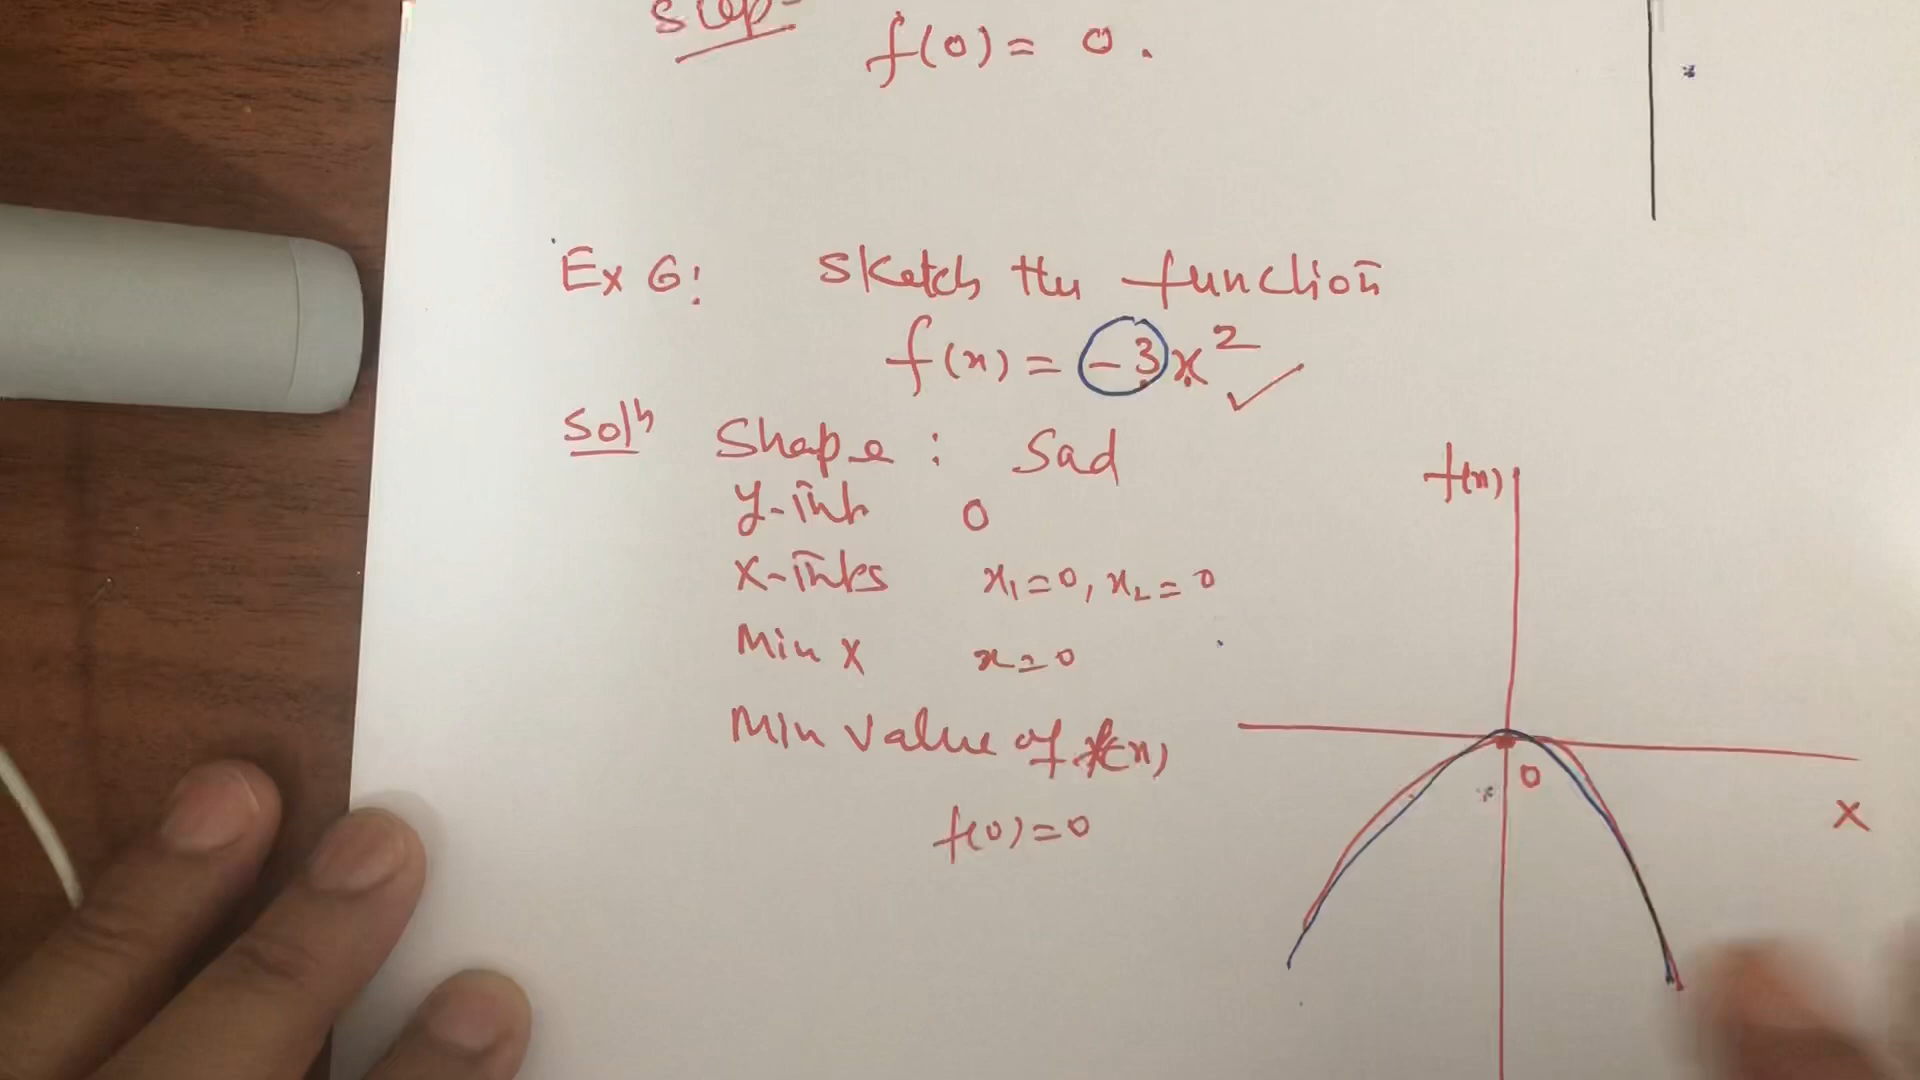 Step
f(0) = 0.
Ex 6: Sketch the function
f(x) = -3x²
Soln Shape: Sad
y-int 0
x-ints x₁=0, x₂=0
Min X x=0
Min value of f(x)
f(0)=0
f(x)
0
X